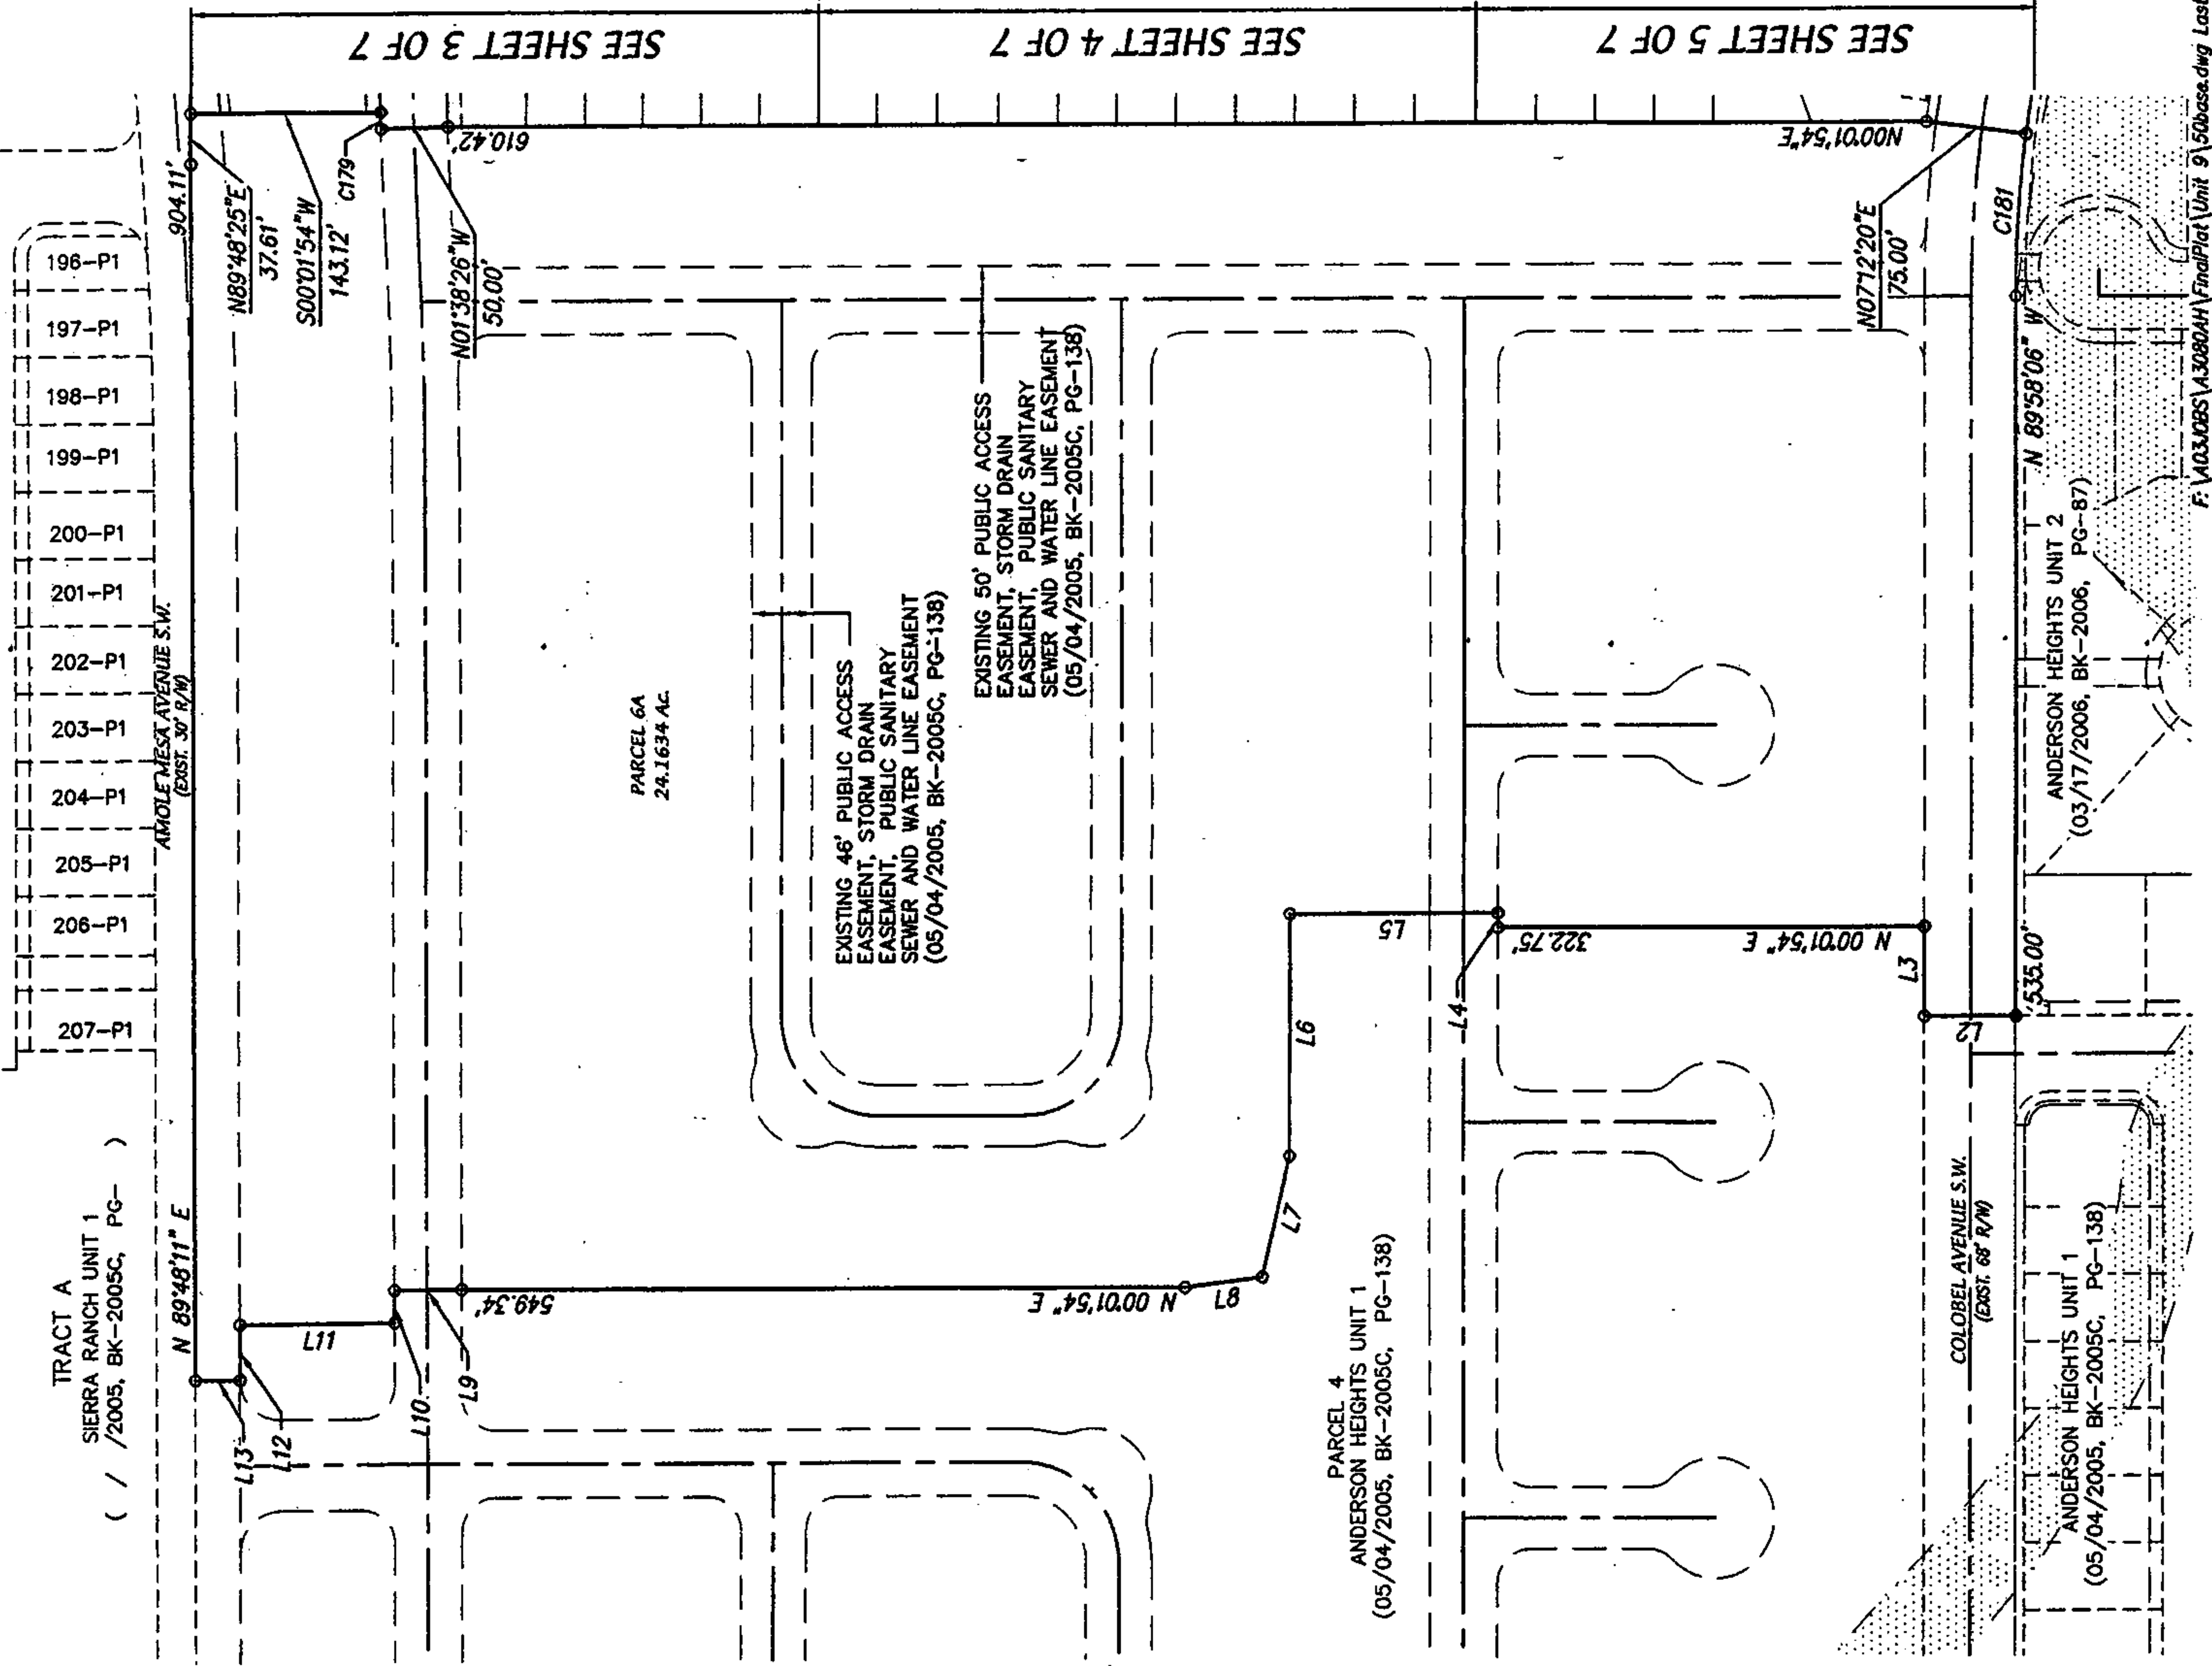 SEE SHEET 3 OF 7
SEE SHEET 4 OF 7
SEE SHEET 5 OF 7
196-P1
197-P1
198-P1
199-P1
200-P1
201-P1
202-P1
203-P1
204-P1
205-P1
206-P1
207-P1
AMOLE MESA AVENUE S.W.
(EXIST. 30' R/W)
904.11'
N 89°48'11" E
N89°48'25"E
37.61'
S00°01'54"W
143.12'
C179
N01°38'26"W
50.00'
610.42'
N00°01'54"E
N07°12'20"E
75.00'
C181
N 89°58'06" W
535.00'
TRACT A
SIERRA RANCH UNIT 1
( / /2005, BK-2005C, PG- )
PARCEL 6A
24.1634 Ac.
EXISTING 46' PUBLIC ACCESS
EASEMENT, STORM DRAIN
EASEMENT, PUBLIC SANITARY
SEWER AND WATER LINE EASEMENT
(05/04/2005, BK-2005C, PG-138)
EXISTING 50' PUBLIC ACCESS
EASEMENT, STORM DRAIN
EASEMENT, PUBLIC SANITARY
SEWER AND WATER LINE EASEMENT
(05/04/2005, BK-2005C, PG-138)
L13
L12
L11
L10
L9
549.34'
N 00°01'54" E
L8
L7
L6
L5
L4
322.75'
N 00°01'54" E
L3
L2
PARCEL 4
ANDERSON HEIGHTS UNIT 1
(05/04/2005, BK-2005C, PG-138)
COLOBEL AVENUE S.W.
(EXIST. 68' R/W)
ANDERSON HEIGHTS UNIT 2
(03/17/2006, BK-2006, PG-87)
ANDERSON HEIGHTS UNIT 1
(05/04/2005, BK-2005C, PG-138)
F:\A03JOBS\A3080AH\FinalPlat\Unit 9\50base.dwg Last